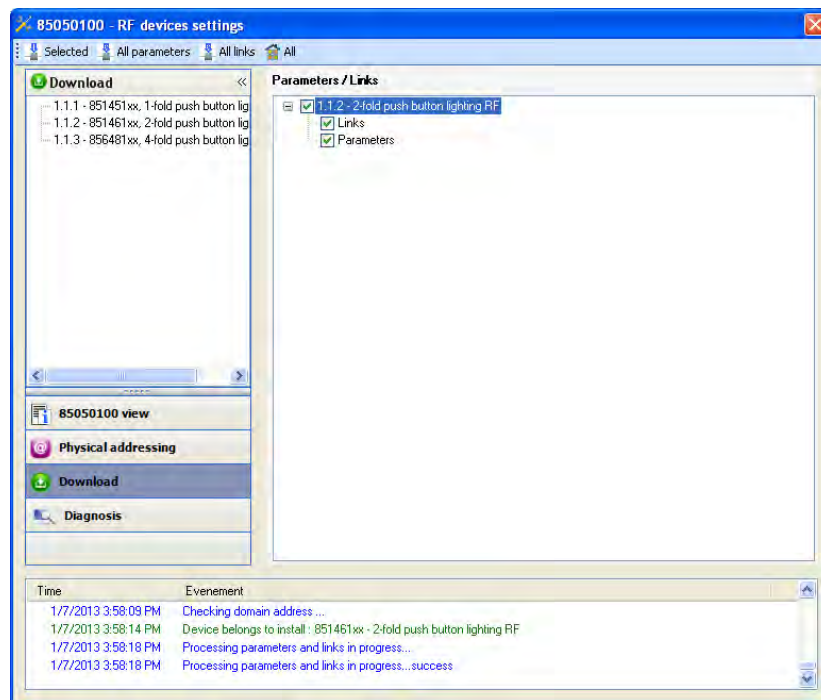 85050100 - RF devices settings
Selected All parameters All links All
Download
1.1.1 - 851451xx, 1-fold push button lig
1.1.2 - 851461xx, 2-fold push button lig
1.1.3 - 856481xx, 4-fold push button lig
85050100 view
Physical addressing
Download
Diagnosis
Parameters / Links
1.1.2 - 2-fold push button lighting RF
Links
Parameters
Time Evenement
1/7/2013 3:58:09 PM Checking domain address ...
1/7/2013 3:58:14 PM Device belongs to install : 851461xx - 2-fold push button lighting RF
1/7/2013 3:58:18 PM Processing parameters and links in progress...
1/7/2013 3:58:18 PM Processing parameters and links in progress...success